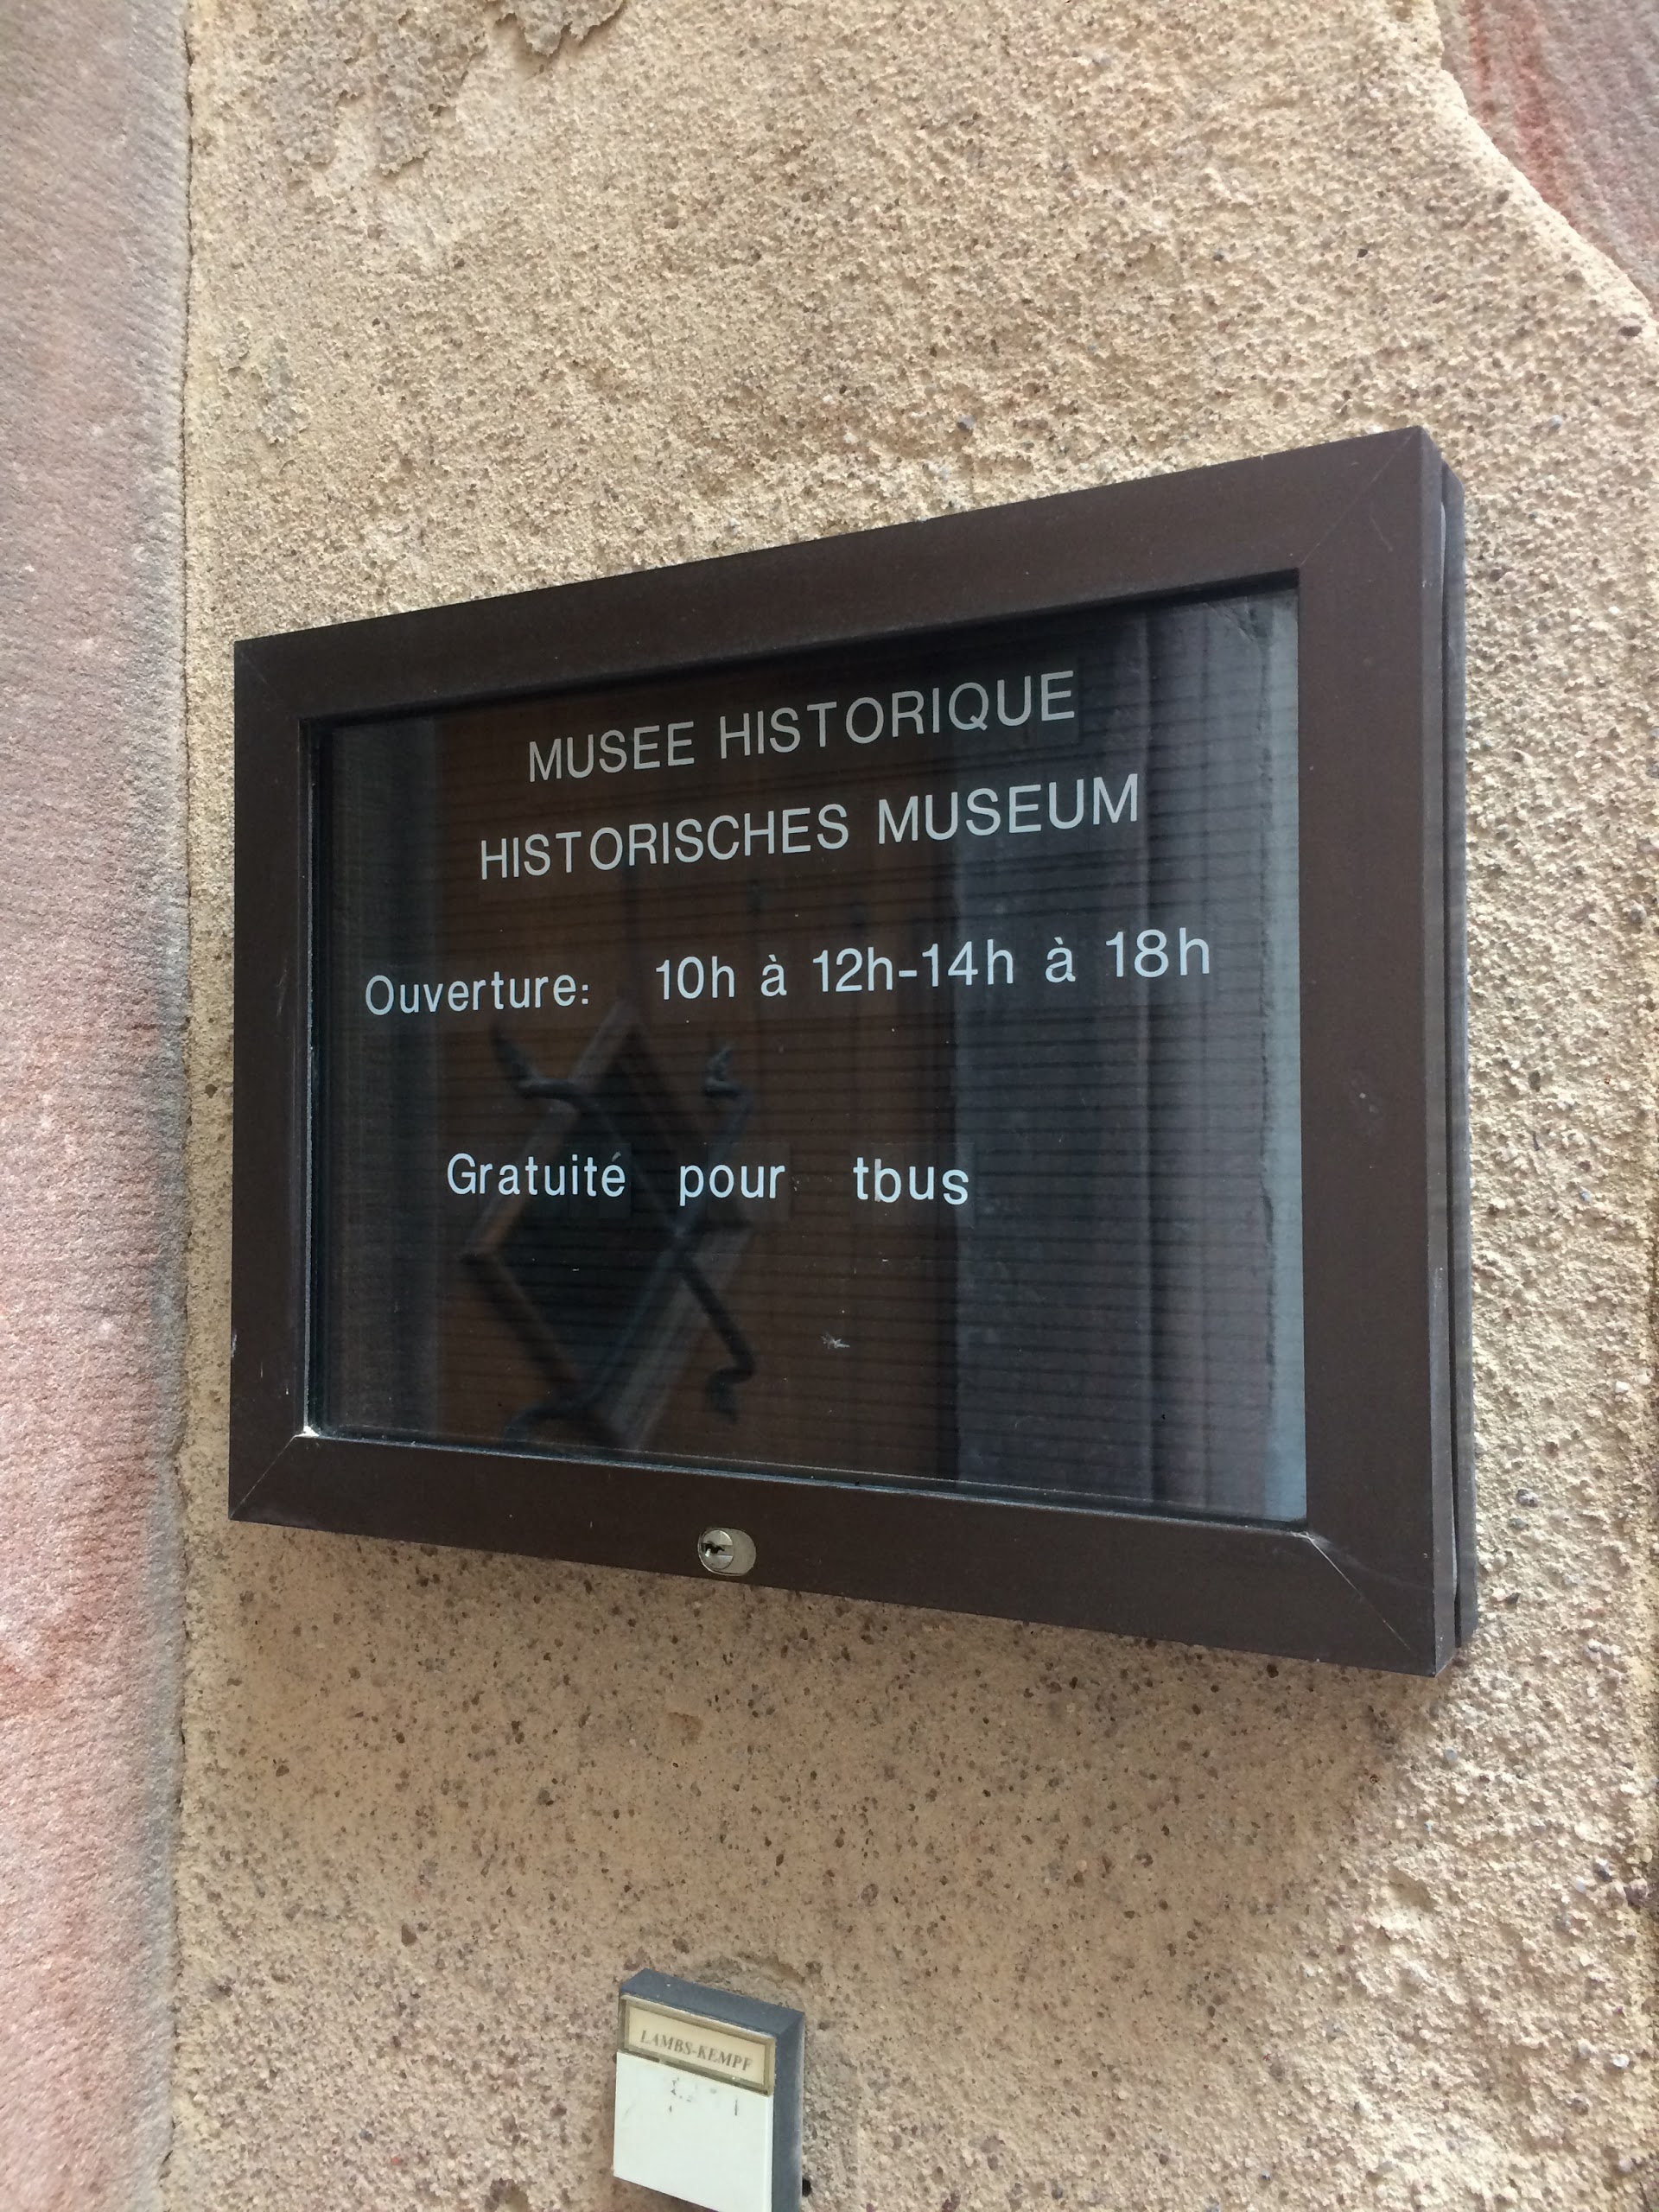 MUSEE HISTORIQUE
HISTORISCHES MUSEUM
Ouverture: 10h à 12h-14h à 18h
Gratuité pour tbus
LAMBS-KEMPF